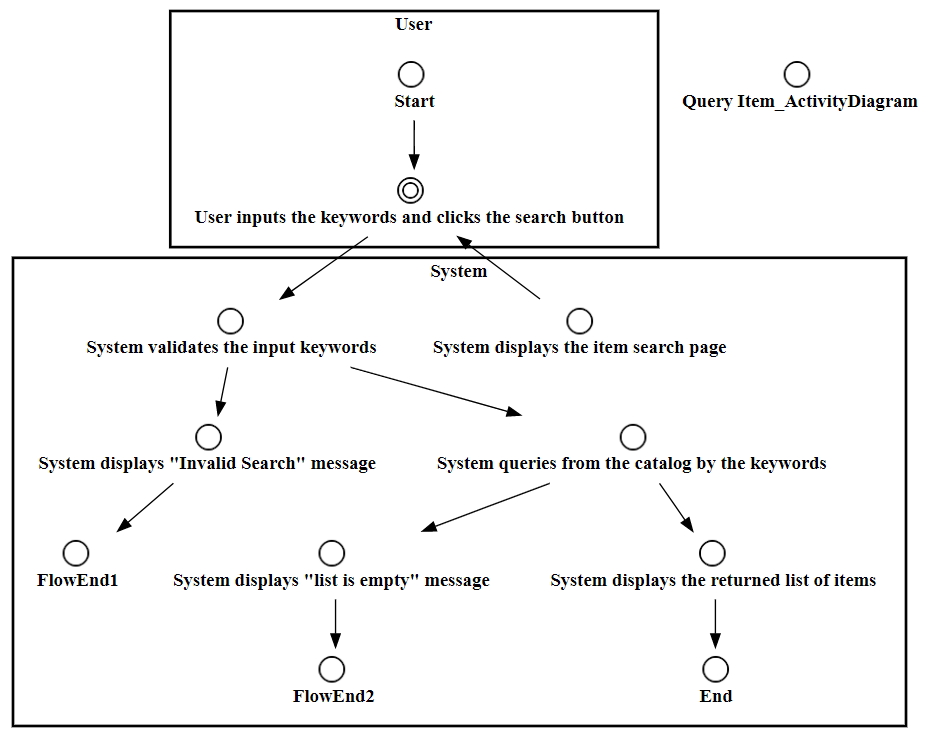 User
Start
Query Item_ActivityDiagram
User inputs the keywords and clicks the search button
System
System validates the input keywords
System displays the item search page
System displays "Invalid Search" message
System queries from the catalog by the keywords
FlowEnd1
System displays "list is empty" message
System displays the returned list of items
FlowEnd2
End